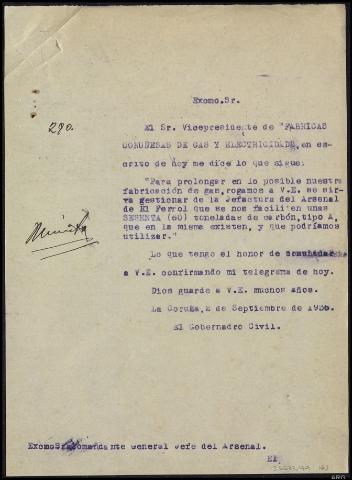 Excmo.Sr.
290.
El Sr. Vicepresidente de "FABRICAS
CORUÑESAS DE GAS Y ELECTRICIDAD", en es-
crito de hoy me dice lo que sigue:
"Para prolongar en lo posible nuestra
fabricación de gas, rogamos a V.E. se sir-
va gestionar de la Jefactura del Arsenal
de El Ferrol que se nos faciliten unas
SESENTA (60) toneladas de carbón, tipo A,
que en la misma existen, y que podríamos
utilizar."
Minuta
Lo que tengo el honor de
a V.E. confirmando mi telegrama de hoy.
Dios guarde a V.E. muchos años.
La Coruña, 2 de Septiembre de 1936.
El Gobernadro Civil.
Excmo Sr. Comandante General Jefe del Arsenal.
El